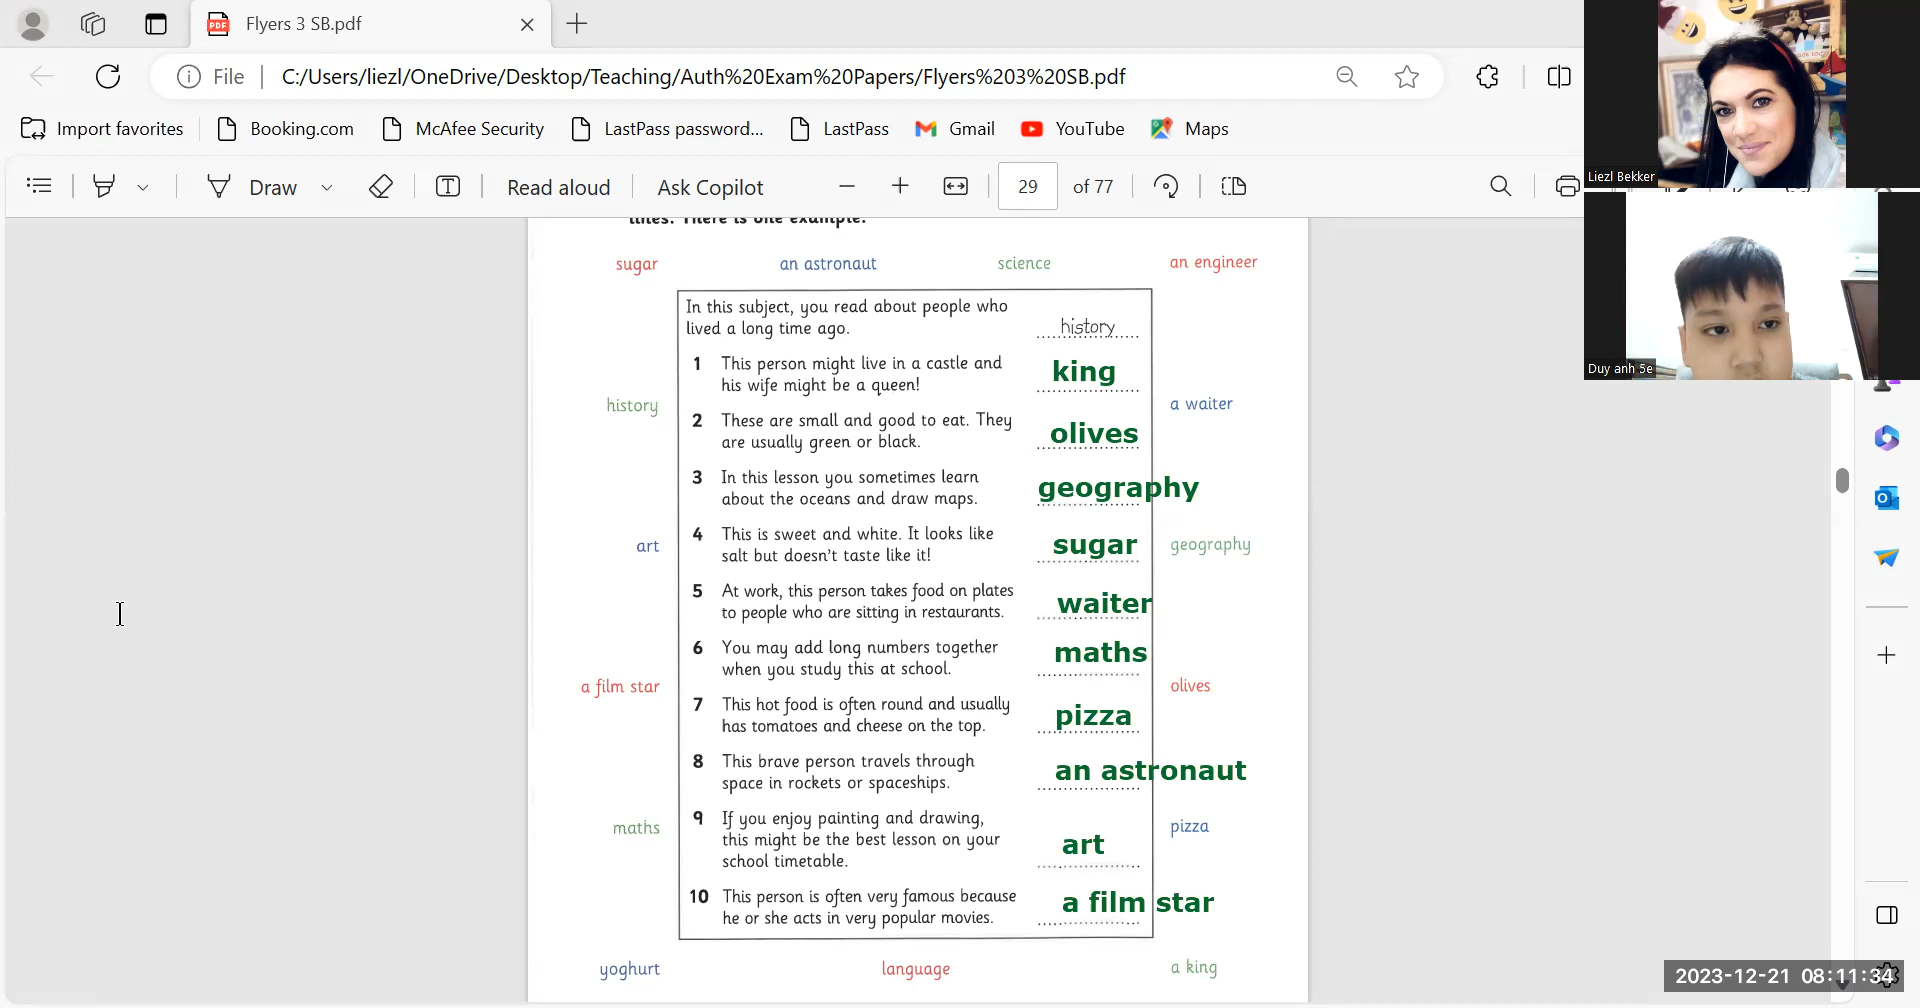 Flyers 3 SB.pdf
File C:/Users/liezl/OneDrive/Desktop/Teaching/Auth%20Exam%20Papers/Flyers%203%20SB.pdf
Import favorites Booking.com McAfee Security LastPass password... LastPass Gmail YouTube Maps
Draw Read aloud Ask Copilot 29 of 77
Liezl Bekker
Duy anh 5e
lines. There is one example.
sugar an astronaut science an engineer
In this subject, you read about people who
lived a long time ago. history
1 This person might live in a castle and
his wife might be a queen! king
history a waiter
2 These are small and good to eat. They
are usually green or black. olives
3 In this lesson you sometimes learn
about the oceans and draw maps. geography
4 This is sweet and white. It looks like
salt but doesn't taste like it! sugar
art geography
5 At work, this person takes food on plates
to people who are sitting in restaurants. waiter
6 You may add long numbers together
when you study this at school. maths
a film star olives
7 This hot food is often round and usually
has tomatoes and cheese on the top. pizza
8 This brave person travels through
space in rockets or spaceships. an astronaut
9 If you enjoy painting and drawing,
this might be the best lesson on your
school timetable. art
maths pizza
10 This person is often very famous because
he or she acts in very popular movies. a film star
yoghurt language a king
2023-12-21 08:11:34